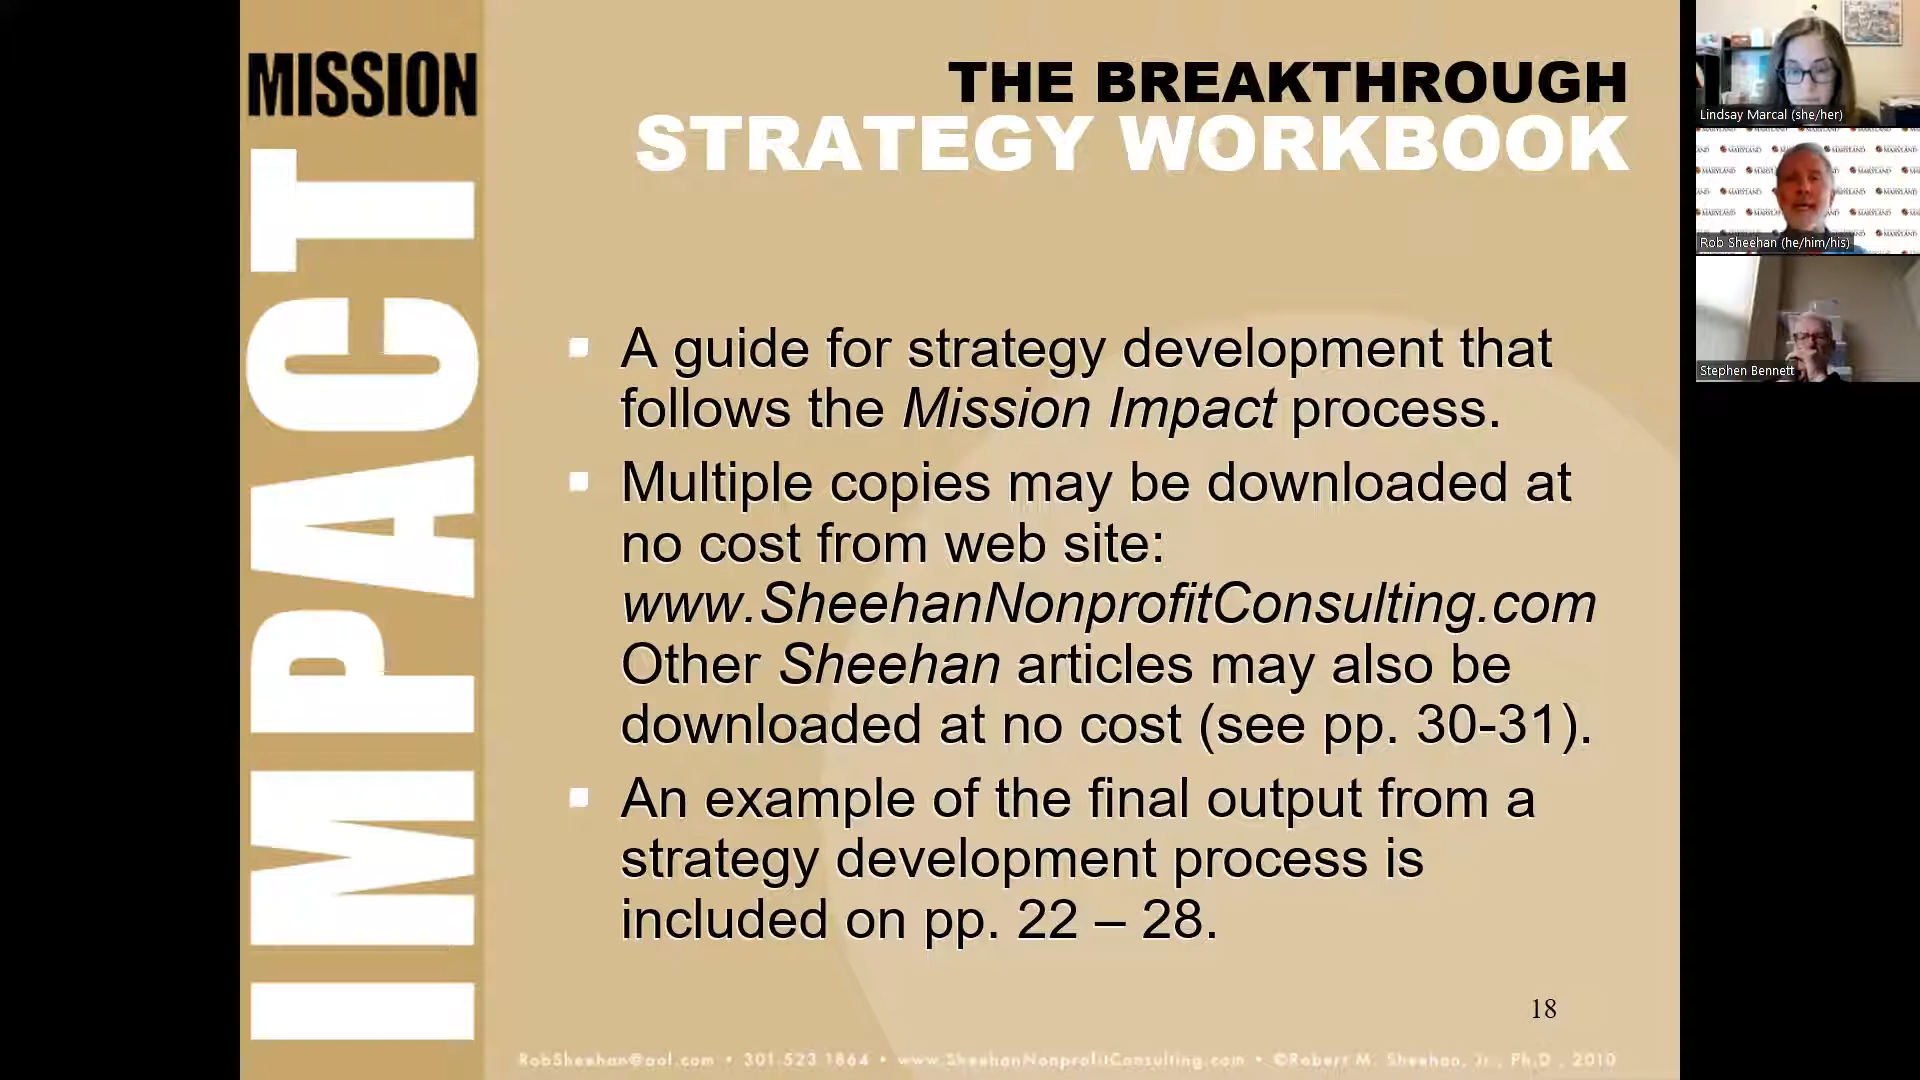 MISSION
IMPACT
THE BREAKTHROUGH
STRATEGY WORKBOOK
▪ A guide for strategy development that
follows the Mission Impact process.
▪ Multiple copies may be downloaded at
no cost from web site:
www.SheehanNonprofitConsulting.com
Other Sheehan articles may also be
downloaded at no cost (see pp. 30-31).
▪ An example of the final output from a
strategy development process is
included on pp. 22 – 28.
18
RobSheehan@aol.com • 301.523.1864 • www.SheehanNonprofitConsulting.com • ©Robert M. Sheehan, Jr., Ph.D., 2010
Lindsay Marcal (she/her)
MARYLAND
Rob Sheehan (he/him/his)
Stephen Bennett